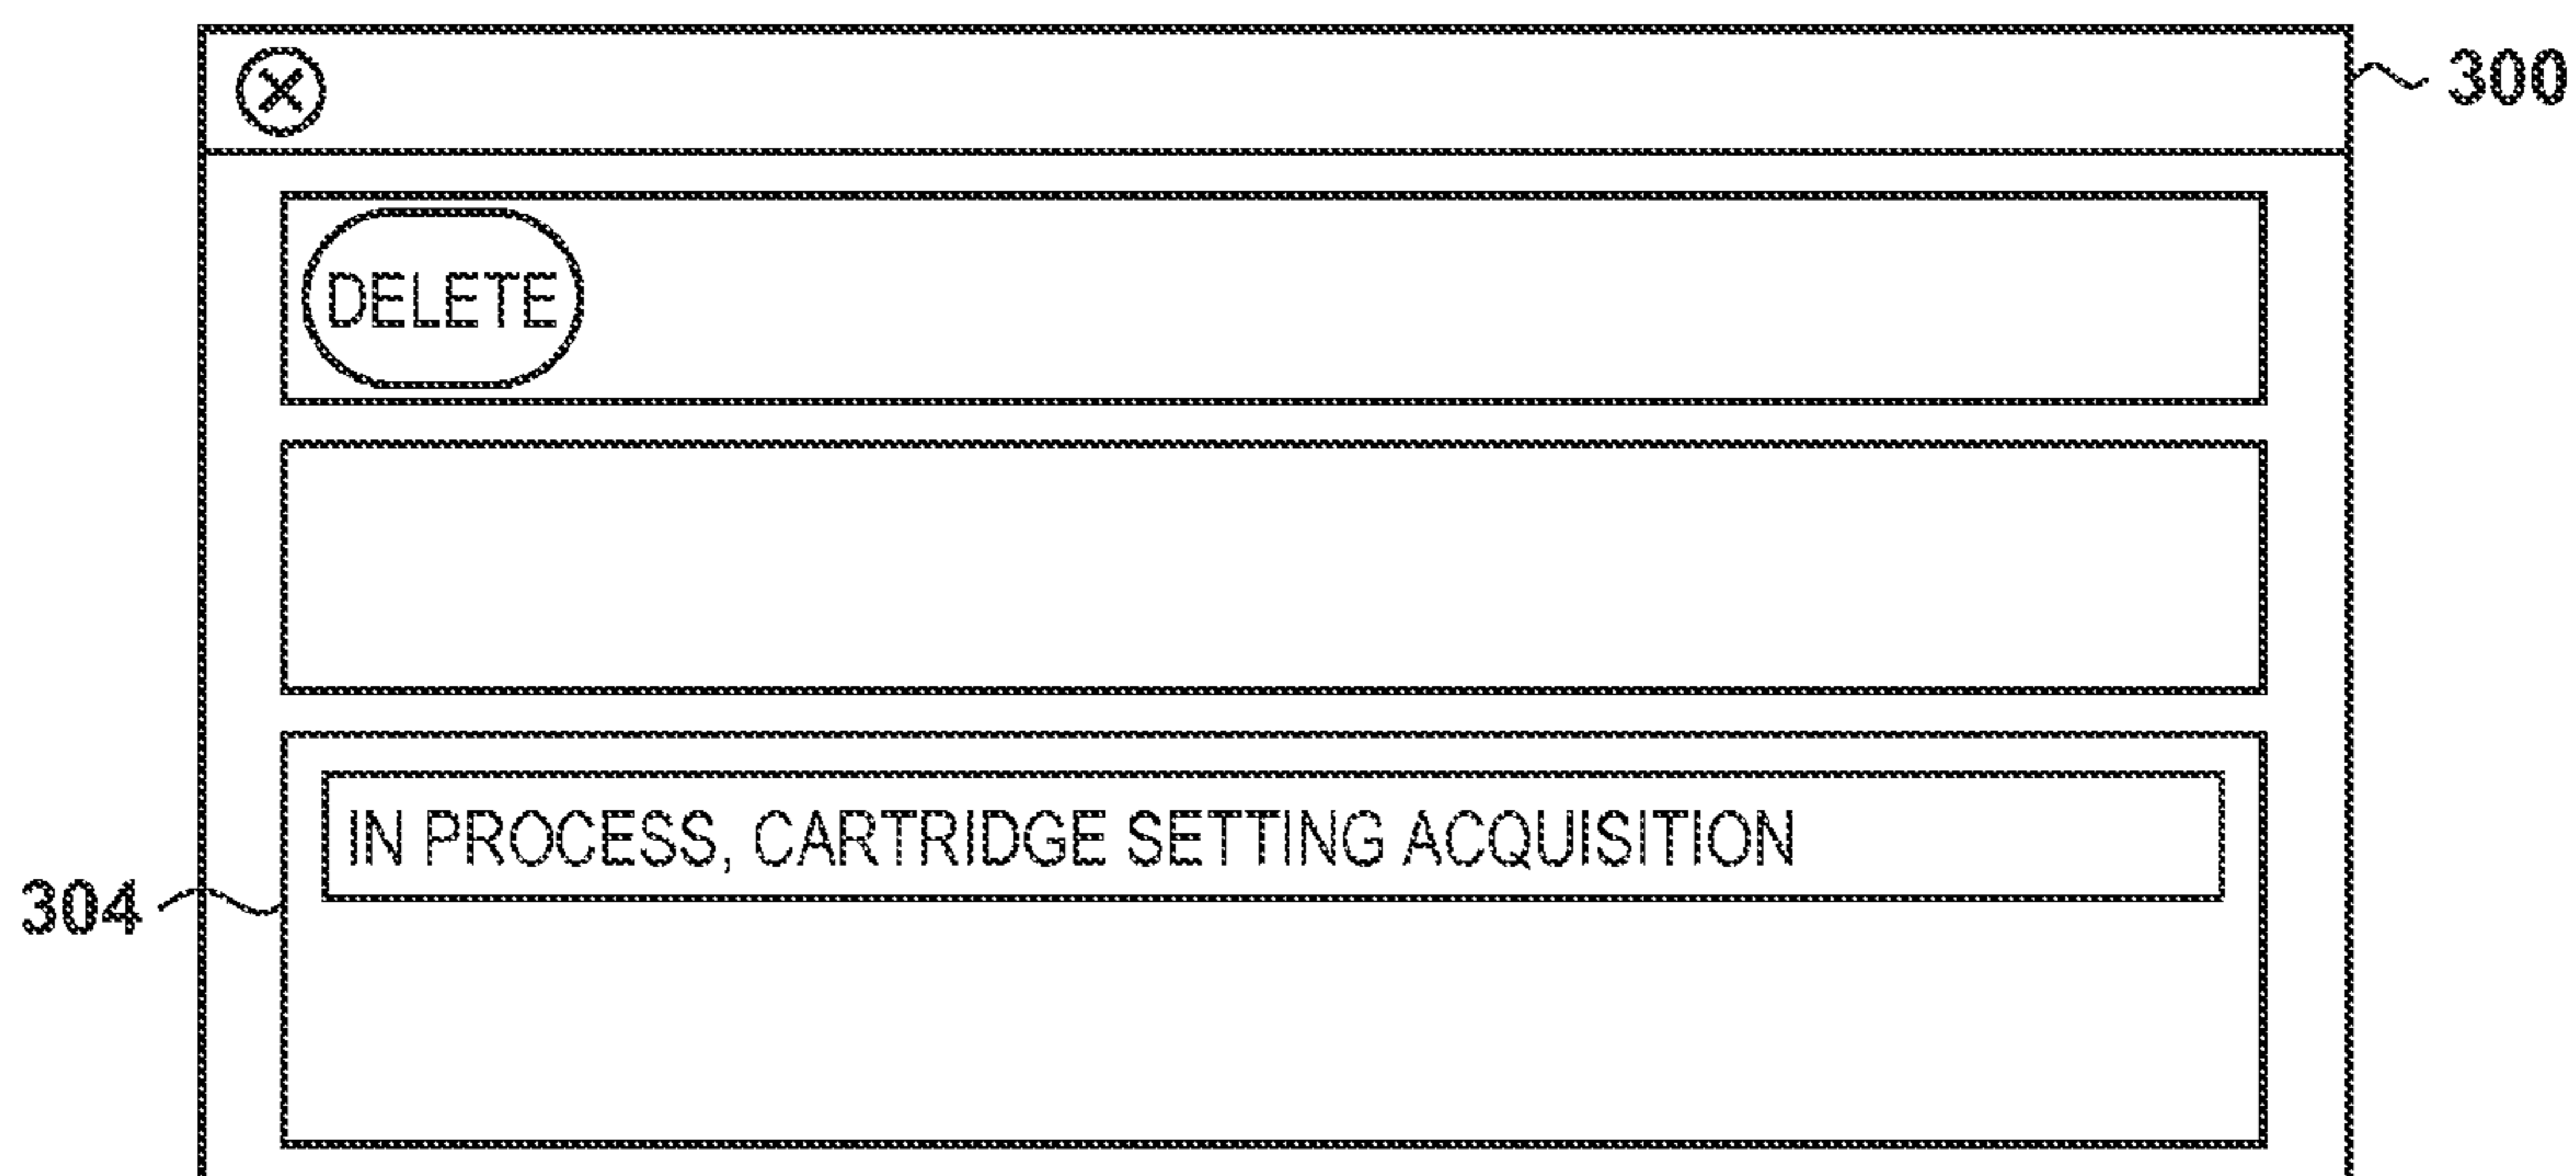 300
DELETE
IN PROCESS, CARTRIDGE SETTING ACQUISITION
304